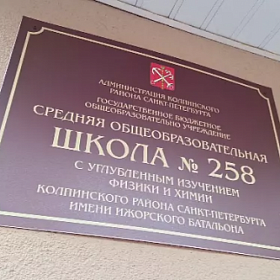 АДМИНИСТРАЦИЯ КОЛПИНСКОГО
РАЙОНА САНКТ-ПЕТЕРБУРГА
ГОСУДАРСТВЕННОЕ БЮДЖЕТНОЕ
ОБЩЕОБРАЗОВАТЕЛЬНОЕ УЧРЕЖДЕНИЕ
СРЕДНЯЯ ОБЩЕОБРАЗОВАТЕЛЬНАЯ
ШКОЛА № 258
С УГЛУБЛЕННЫМ ИЗУЧЕНИЕМ
ФИЗИКИ И ХИМИИ
КОЛПИНСКОГО РАЙОНА САНКТ-ПЕТЕРБУРГА
ИМЕНИ ИЖОРСКОГО БАТАЛЬОНА